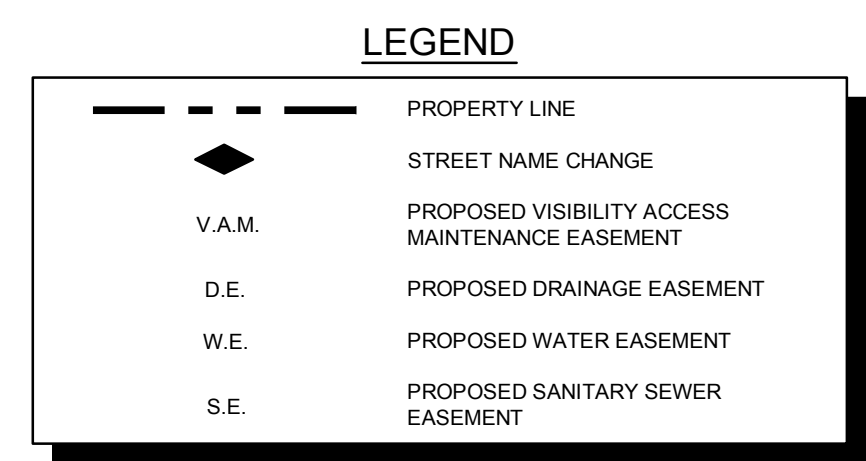 LEGEND
PROPERTY LINE
STREET NAME CHANGE
V.A.M.
PROPOSED VISIBILITY ACCESS
MAINTENANCE EASEMENT
D.E.
PROPOSED DRAINAGE EASEMENT
W.E.
PROPOSED WATER EASEMENT
S.E.
PROPOSED SANITARY SEWER
EASEMENT